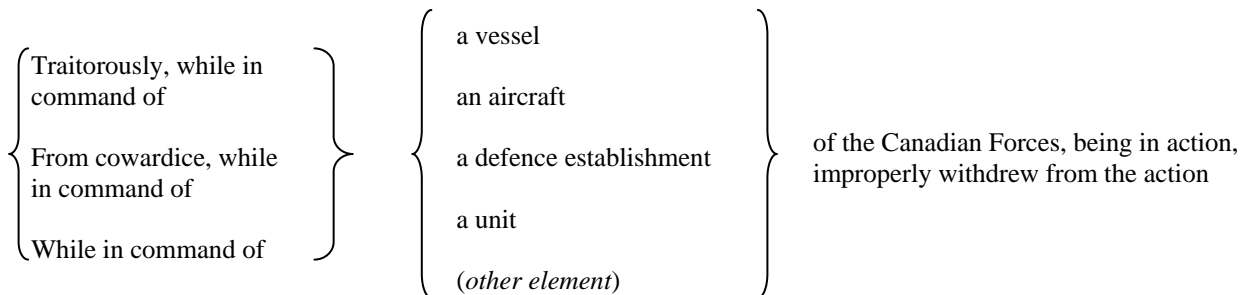 Traitorously, while in
command of
From cowardice, while
in command of
While in command of
a vessel
an aircraft
a defence establishment
a unit
(other element)
of the Canadian Forces, being in action,
improperly withdrew from the action